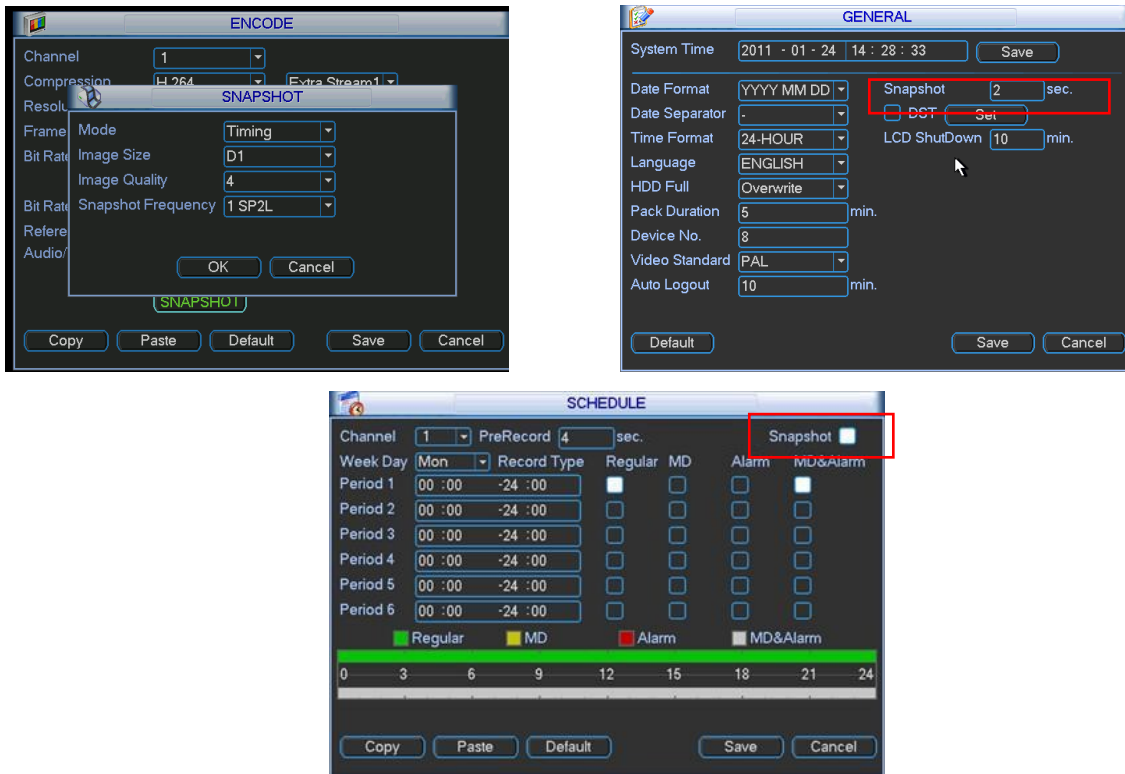 ENCODE
Channel 1
Compression H.264 Extra Stream1
SNAPSHOT
Mode Timing
Image Size D1
Image Quality 4
Snapshot Frequency 1 SP2L
OK Cancel
Resolu
Frame
Bit Rate
Bit Rate
Refere
Audio/
SNAPSHOT
Copy Paste Default Save Cancel
GENERAL
System Time 2011 - 01 - 24 14 : 28 : 33 Save
Date Format YYYY MM DD Snapshot 2 sec.
Date Separator - DST Set
Time Format 24-HOUR LCD ShutDown 10 min.
Language ENGLISH
HDD Full Overwrite
Pack Duration 5 min.
Device No. 8
Video Standard PAL
Auto Logout 10 min.
Default Save Cancel
SCHEDULE
Channel 1 PreRecord 4 sec. Snapshot
Week Day Mon Record Type Regular MD Alarm MD&Alarm
Period 1 00 :00 -24 :00
Period 2 00 :00 -24 :00
Period 3 00 :00 -24 :00
Period 4 00 :00 -24 :00
Period 5 00 :00 -24 :00
Period 6 00 :00 -24 :00
Regular MD Alarm MD&Alarm
0 3 6 9 12 15 18 21 24
Copy Paste Default Save Cancel